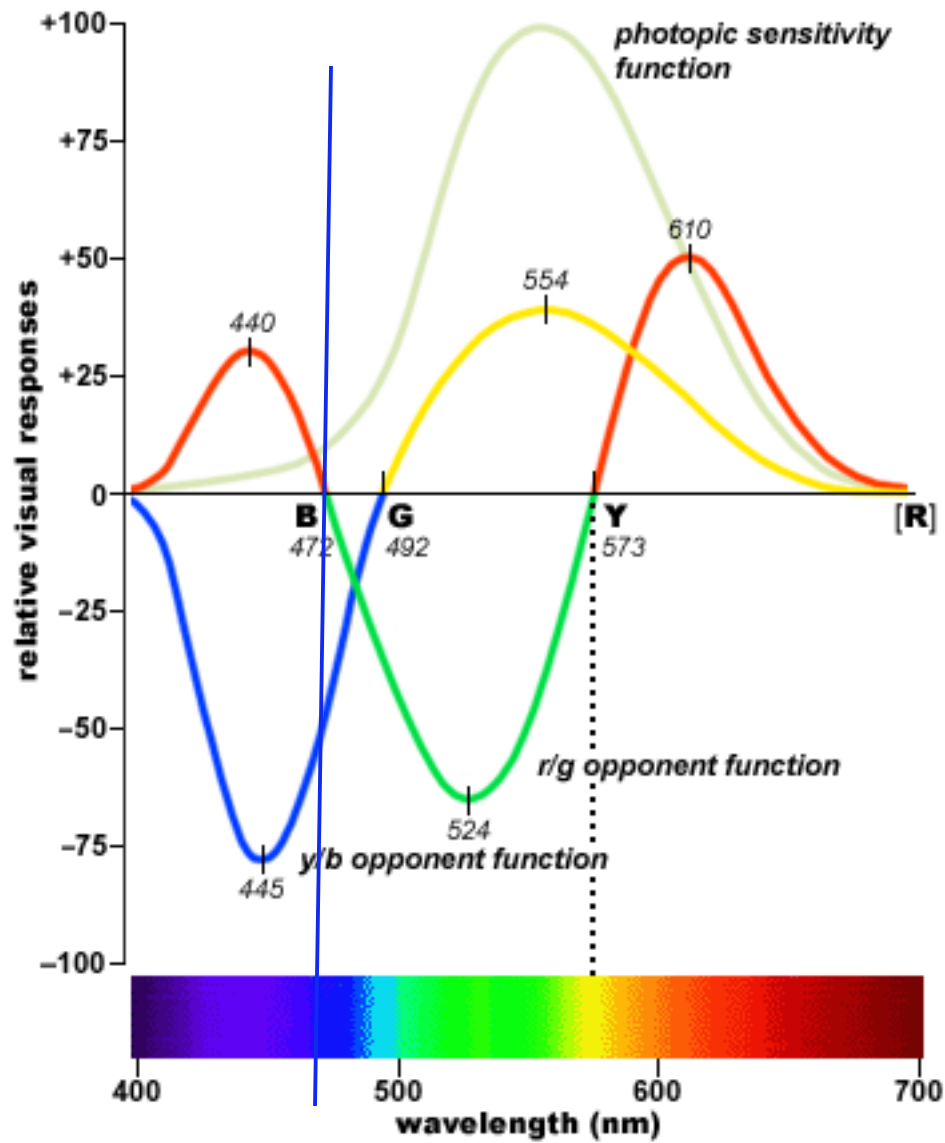 +100
photopic sensitivity
function
+75
610
+50
554
440
+25
relative visual responses
0
B
G
Y
[R]
472
492
573
–25
–50
r/g opponent function
524
–75
y/b opponent function
445
–100
400
500
600
700
wavelength (nm)